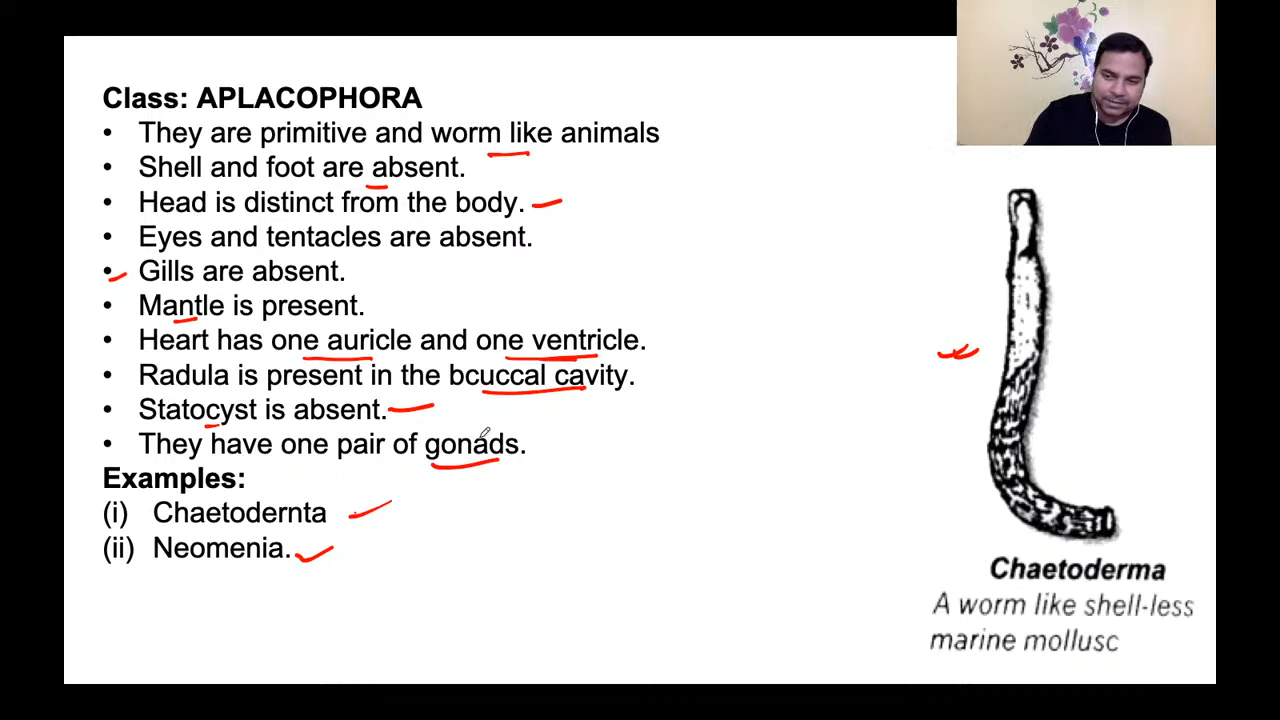 Class: APLACOPHORA
• They are primitive and worm like animals
• Shell and foot are absent.
• Head is distinct from the body.
• Eyes and tentacles are absent.
• Gills are absent.
• Mantle is present.
• Heart has one auricle and one ventricle.
• Radula is present in the bcuccal cavity.
• Statocyst is absent.
• They have one pair of gonads.
Examples:
(i) Chaetodernta
(ii) Neomenia.
Chaetoderma
A worm like shell-less
marine mollusc